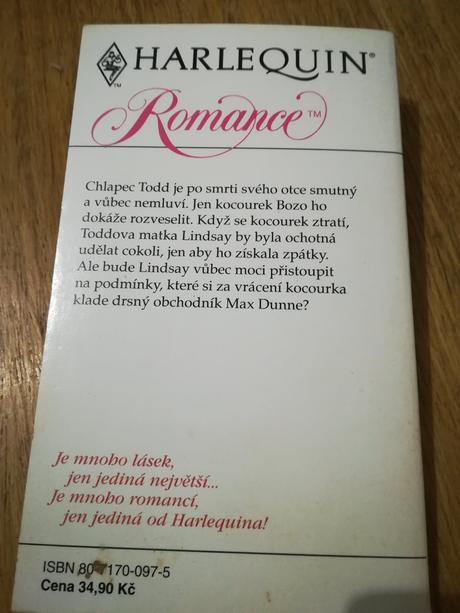 HARLEQUIN®
TM
Romance™
Chlapec Todd je po smrti svého otce smutný
a vůbec nemluví. Jen kocourek Bozo ho
dokáže rozveselit. Když se kocourek ztratí,
Toddova matka Lindsay by byla ochotná
udělat cokoli, jen aby ho získala zpátky.
Ale bude Lindsay vůbec moci přistoupit
na podmínky, které si za vrácení kocourka
klade drsný obchodník Max Dunne?
Je mnoho lásek,
jen jediná největší...
Je mnoho romancí,
jen jediná od Harlequina!
ISBN 80-7170-097-5
Cena 34,90 Kč